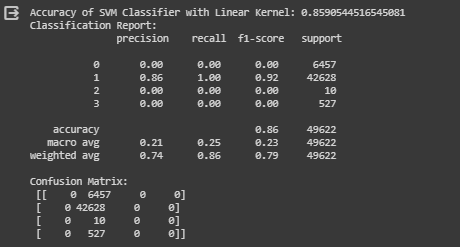 Accuracy of SVM Classifier with Linear Kernel: 0.8590544516545081
Classification Report:
precision recall f1-score support
0 0.00 0.00 0.00 6457
1 0.86 1.00 0.92 42628
2 0.00 0.00 0.00 10
3 0.00 0.00 0.00 527
accuracy 0.86 49622
macro avg 0.21 0.25 0.23 49622
weighted avg 0.74 0.86 0.79 49622
Confusion Matrix:
[[ 0 6457 0 0]
[ 0 42628 0 0]
[ 0 10 0 0]
[ 0 527 0 0]]